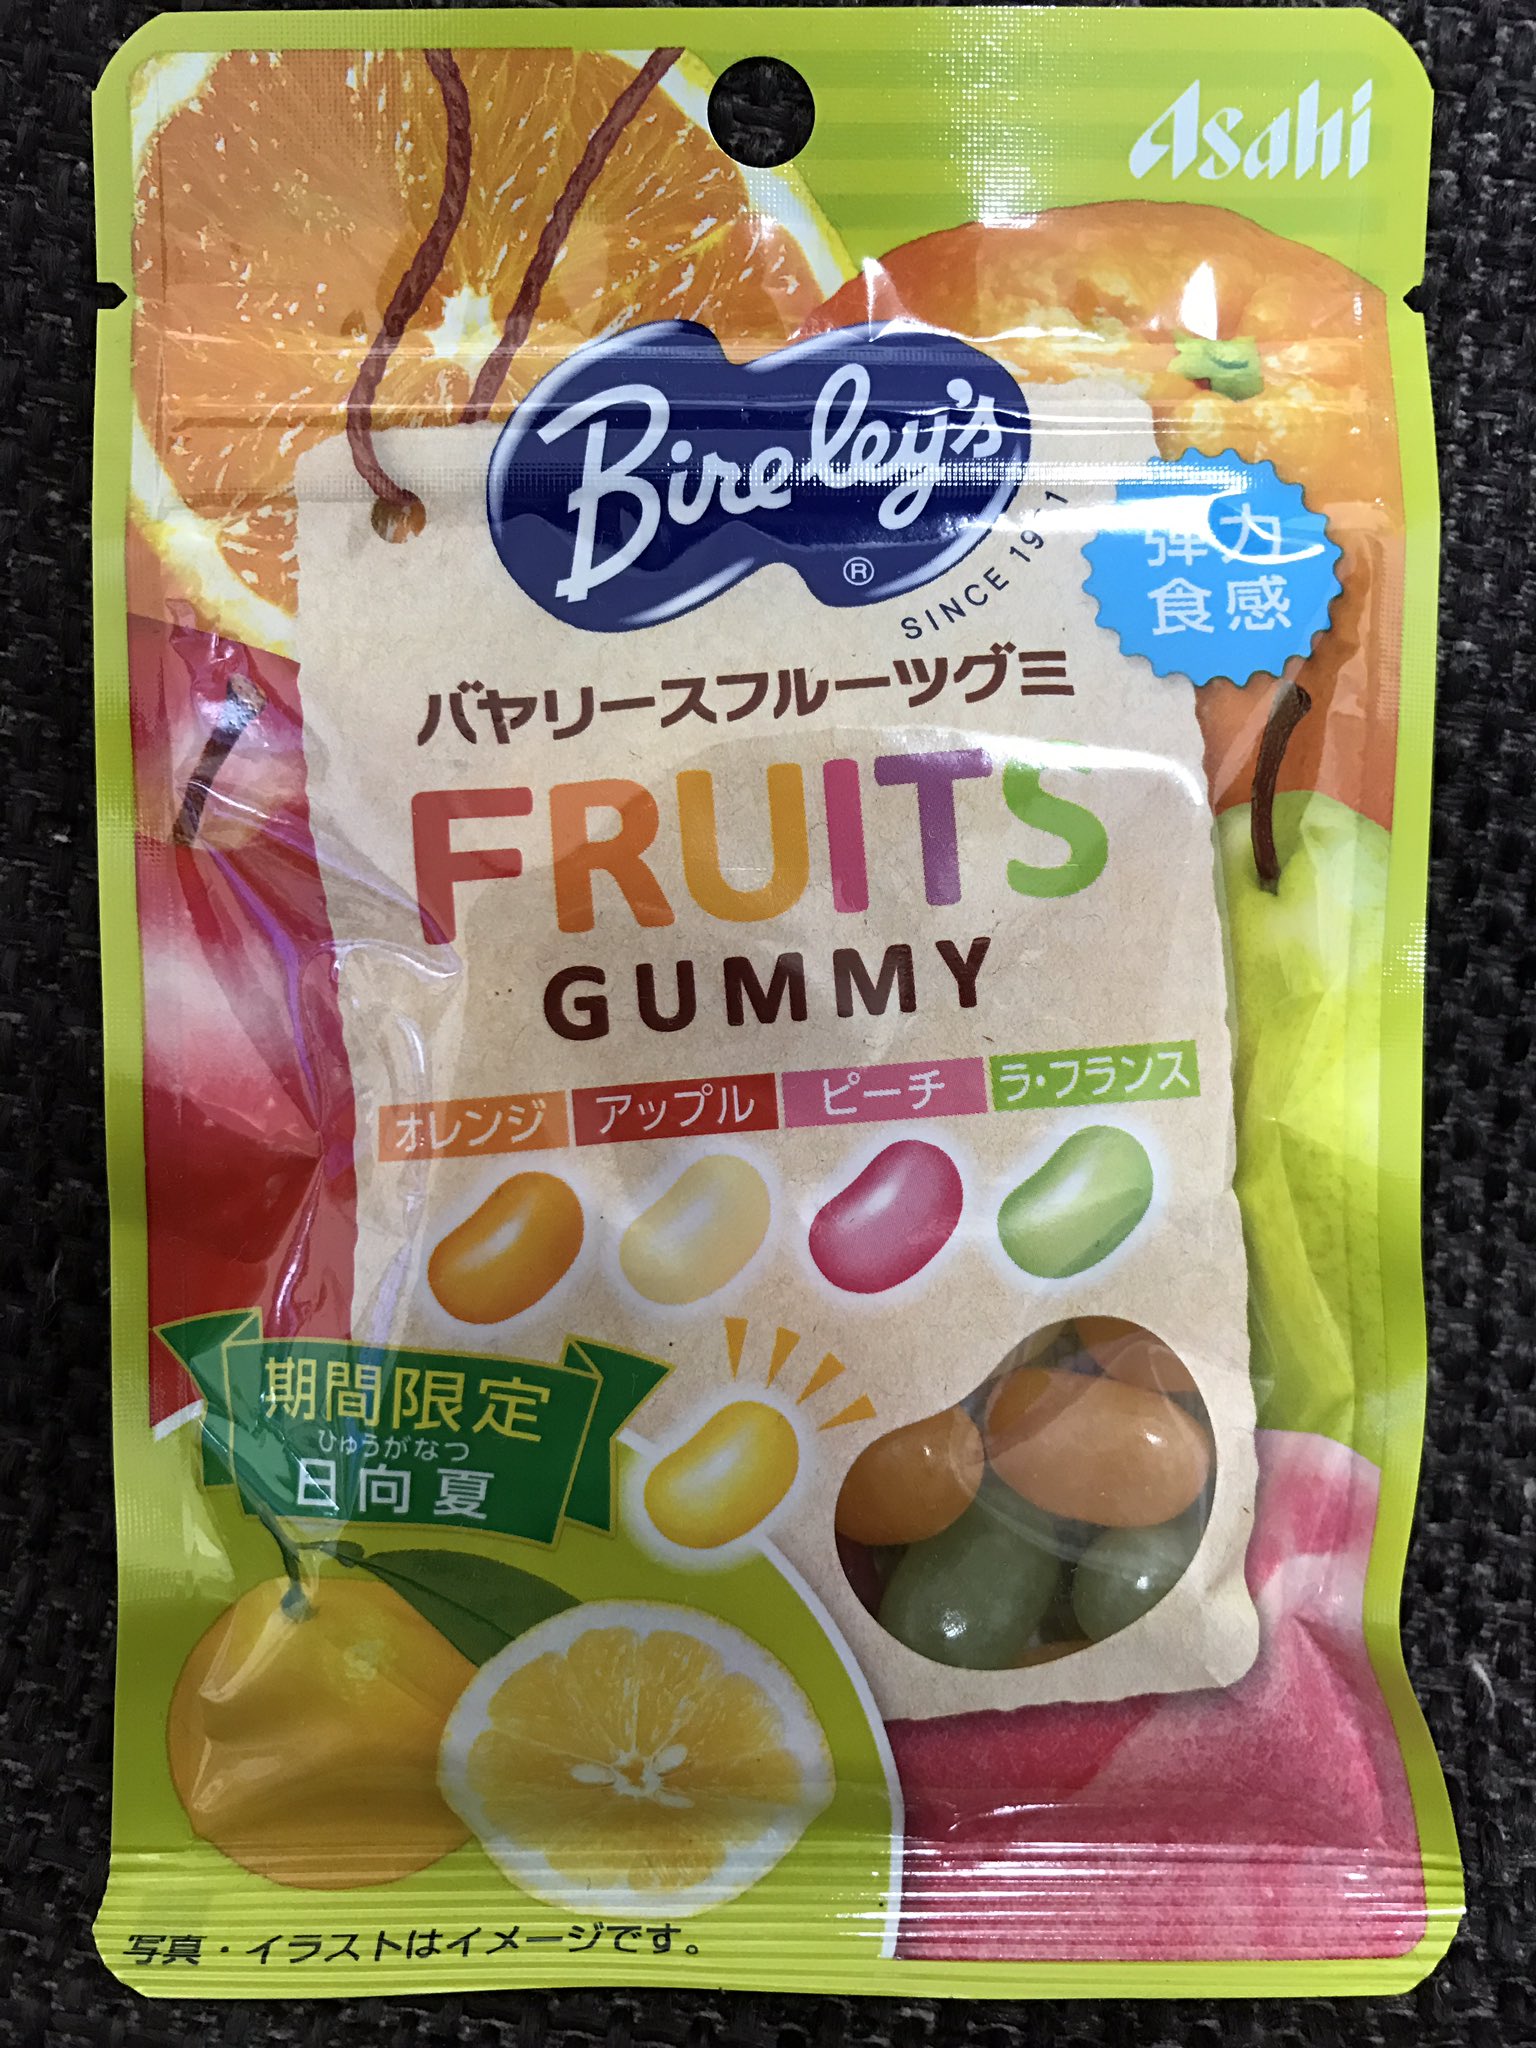 Asahi
Bireley's
®
SINCE 19
弾力
食感
バヤリースフルーツグミ
FRUITS
GUMMY
オレンジ アップル ピーチ ラ・フランス
期間限定
ひゅうがなつ
日向夏
写真・イラストはイメージです。